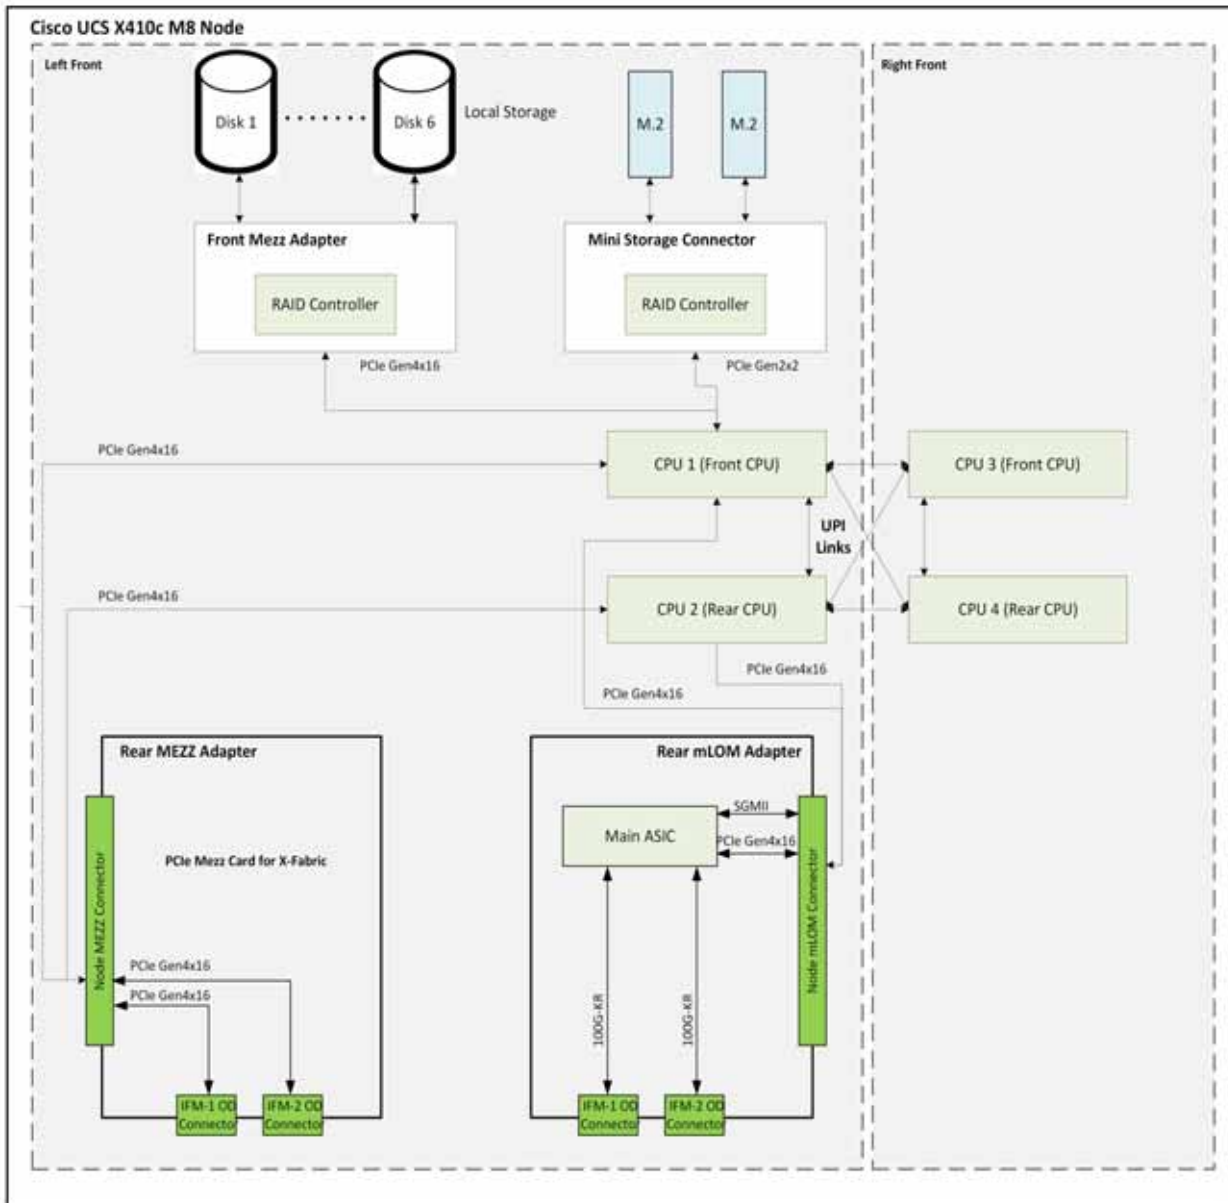 Cisco UCS X410c M8 Node
Left Front
Right Front
Disk 1
Disk 6
Local Storage
M.2
M.2
Front Mezz Adapter
RAID Controller
Mini Storage Connector
RAID Controller
PCIe Gen4x16
PCIe Gen2x2
PCIe Gen4x16
CPU 1 (Front CPU)
CPU 3 (Front CPU)
UPI
Links
PCIe Gen4x16
CPU 2 (Rear CPU)
CPU 4 (Rear CPU)
PCIe Gen4x16
PCIe Gen4x16
Rear MEZZ Adapter
PCIe Mezz Card for X-Fabric
Node MEZZ Connector
PCIe Gen4x16
PCIe Gen4x16
IFM-1 OD
Connector
IFM-2 OD
Connector
Rear mLOM Adapter
Main ASIC
SGMII
PCIe Gen4x16
Node mLOM Connector
100G-KR
100G-KR
IFM-1 OD
Connector
IFM-2 OD
Connector